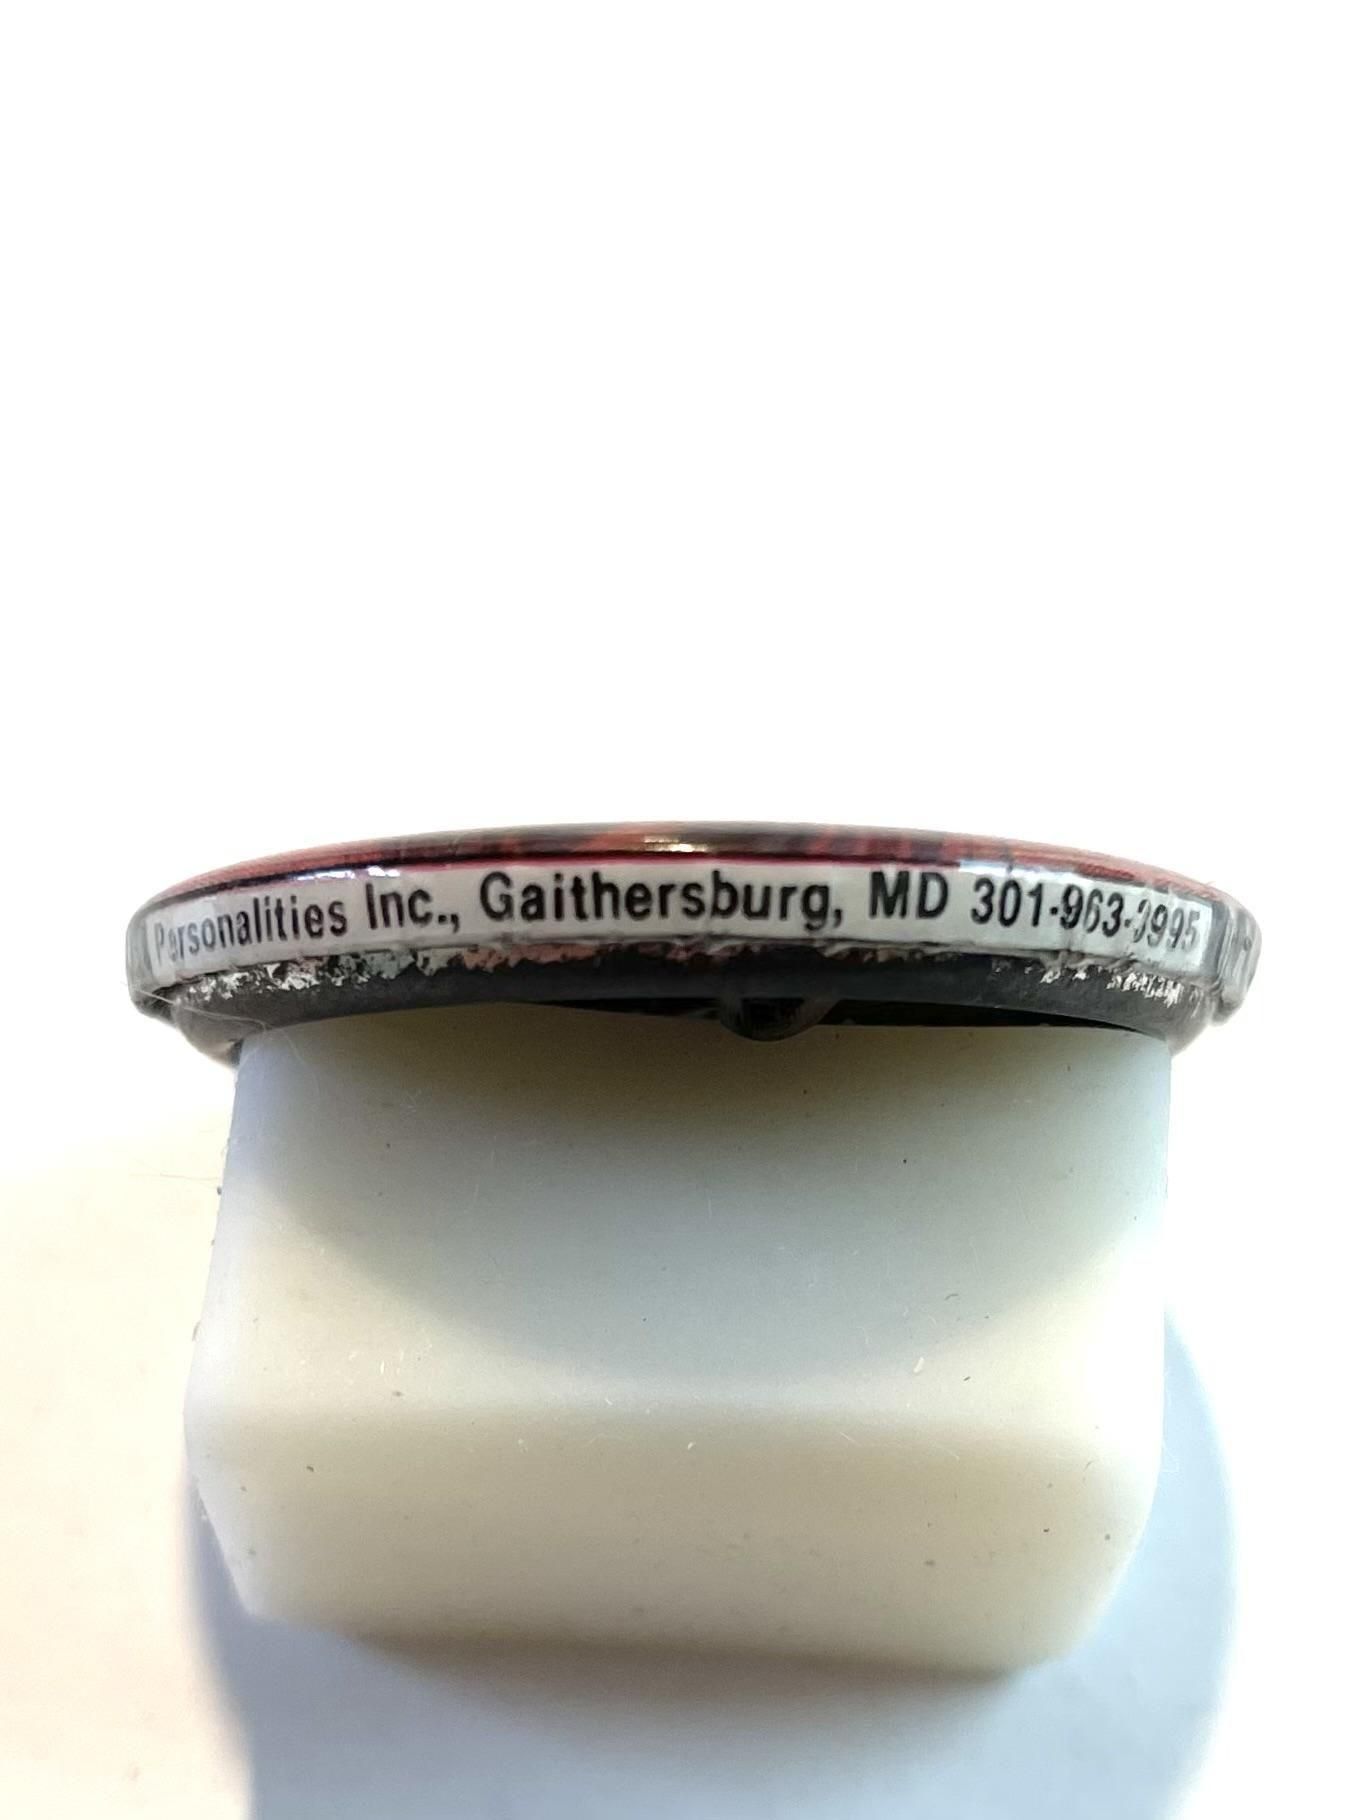 Personalities Inc., Gaithersburg, MD 301-963-3995